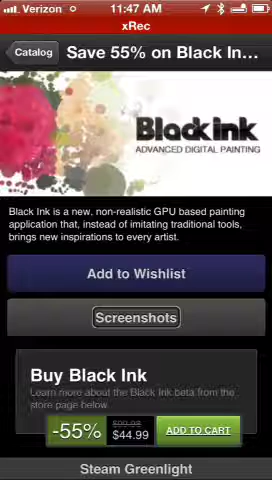 Verizon 11:47 AM
xRec
Catalog
Save 55% on Black In...
Black ink
ADVANCED DIGITAL PAINTING
Black Ink is a new, non-realistic GPU based painting
application that, instead of imitating traditional tools,
brings new inspirations to every artist.
Add to Wishlist
Screenshots
Buy Black Ink
Learn more about the Black Ink beta from the
store page below
-55%
$44.99
ADD TO CART
Steam Greenlight